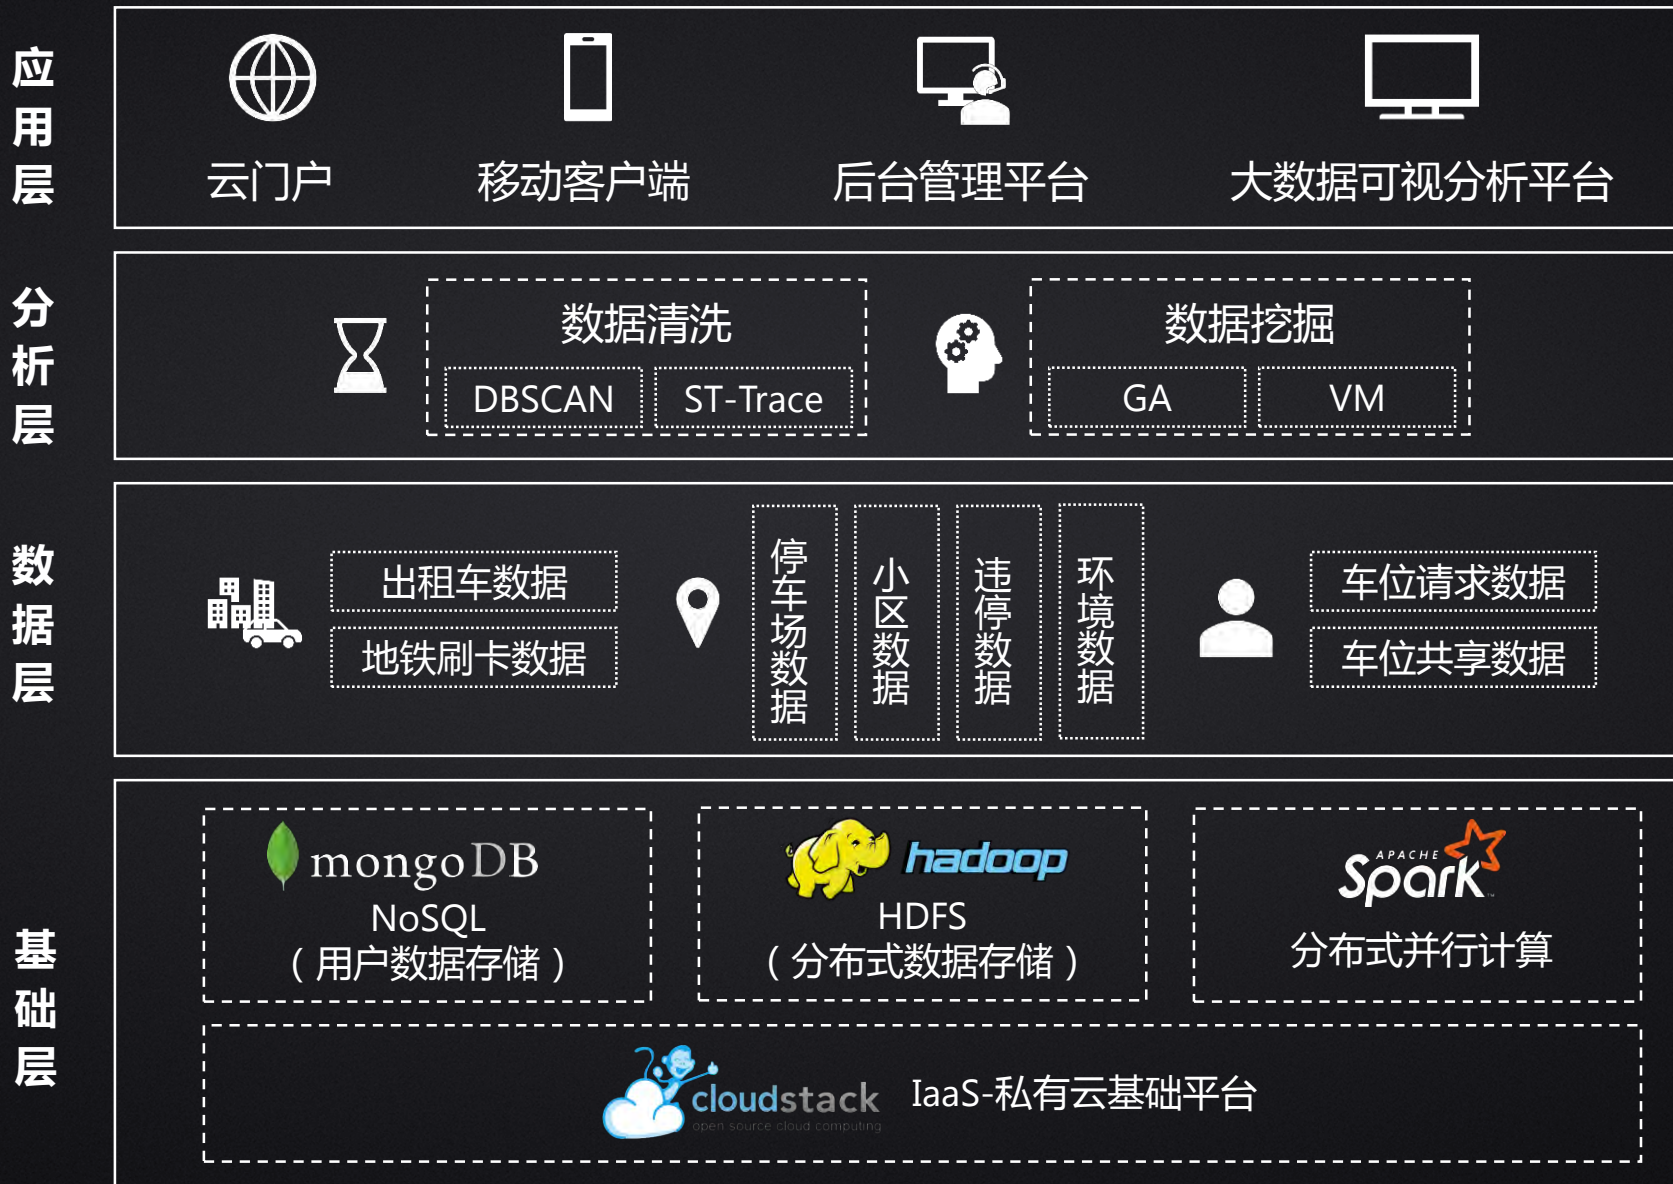 应用层
云门户
移动客户端
后台管理平台
大数据可视分析平台
分析层
数据清洗
DBSCAN
ST-Trace
数据挖掘
GA
VM
数据层
出租车数据
地铁刷卡数据
停车场数据
小区数据
违停数据
环境数据
车位请求数据
车位共享数据
基础层
mongoDB
NoSQL
（用户数据存储）
hadoop
HDFS
（分布式数据存储）
APACHE
Spark
分布式并行计算
cloudstack
open source cloud computing
IaaS-私有云基础平台